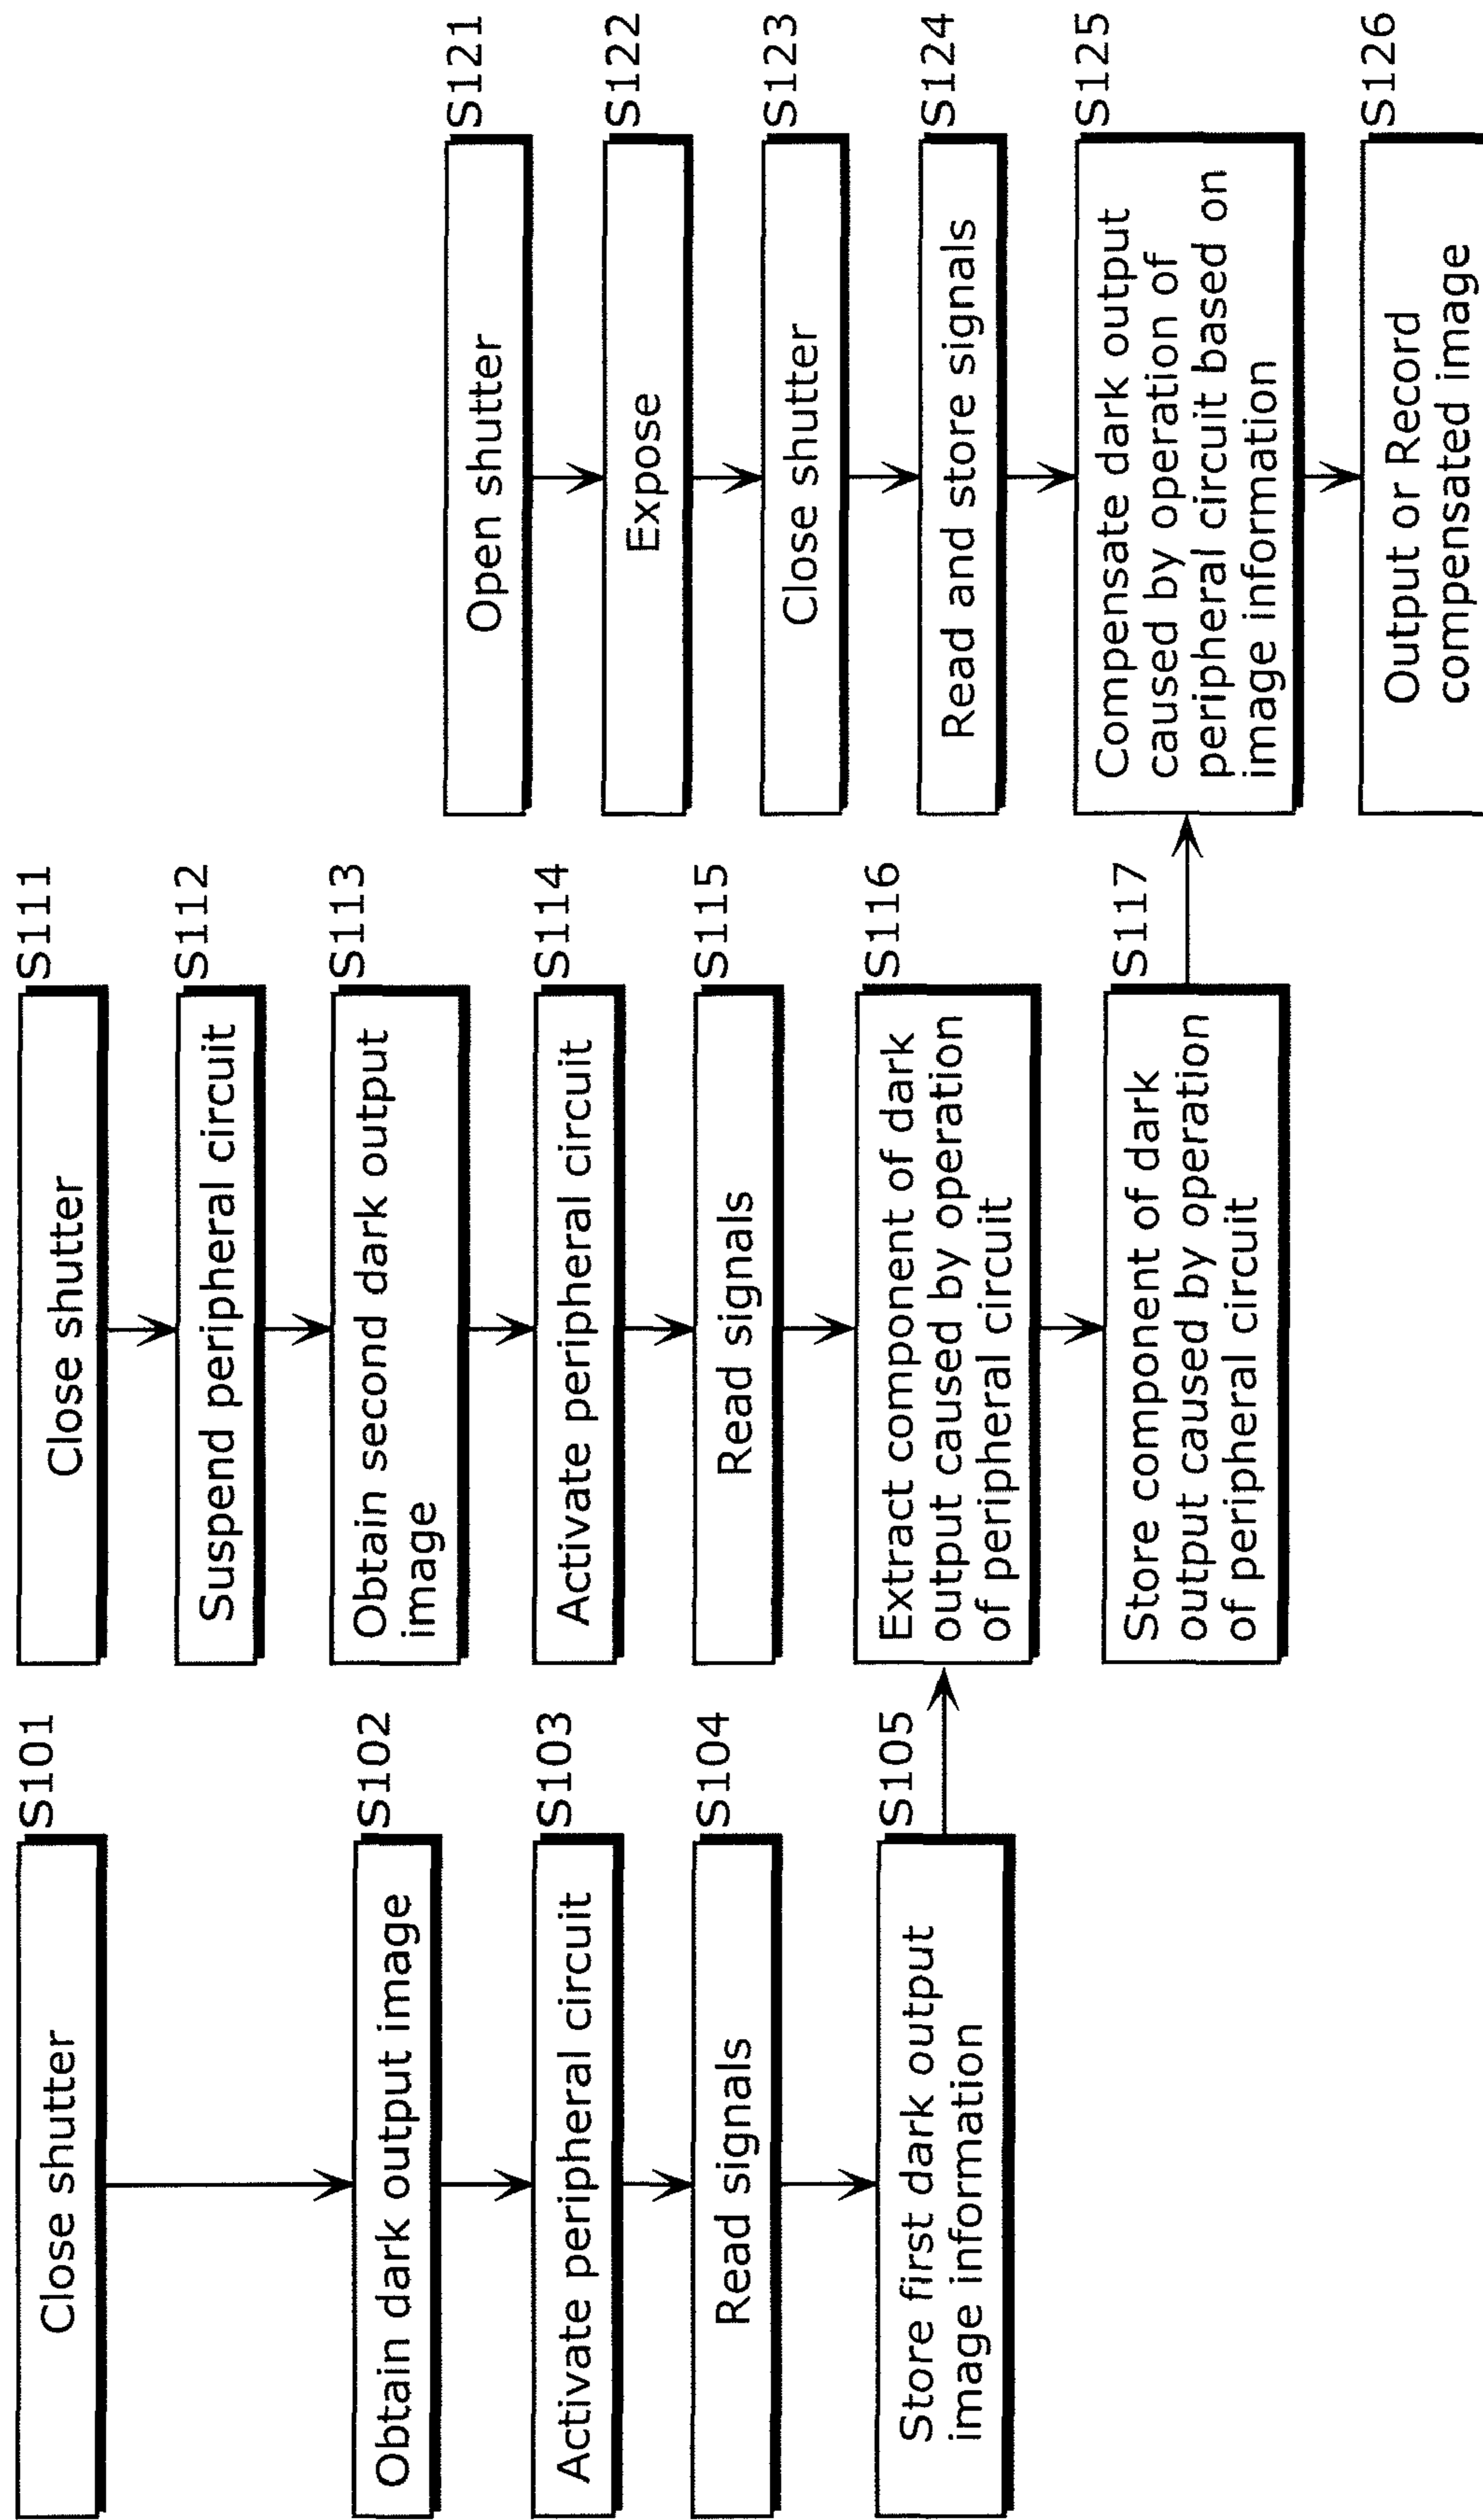 S101
Close shutter
S102
Obtain dark output image
S103
Activate peripheral circuit
S104
Read signals
S105
Store first dark output
image information
S111
Close shutter
S112
Suspend peripheral circuit
S113
Obtain second dark output
image
S114
Activate peripheral circuit
S115
Read signals
S116
Extract component of dark
output caused by operation
of peripheral circuit
S117
Store component of dark
output caused by operation
of peripheral circuit
S121
Open shutter
S122
Expose
S123
Close shutter
S124
Read and store signals
S125
Compensate dark output
caused by operation of
peripheral circuit based on
image information
S126
Output or Record
compensated image